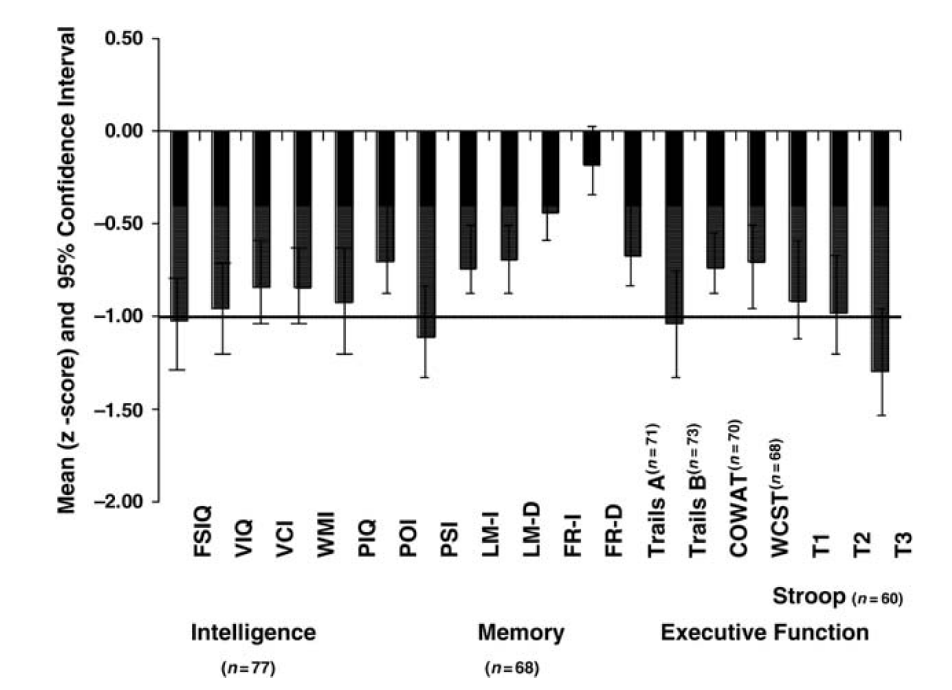 Mean (z -score) and 95% Confidence Interval
0.50
0.00
−0.50
−1.00
−1.50
−2.00
FSIQ
VIQ
VCI
WMI
PIQ
POI
PSI
LM-I
LM-D
FR-I
FR-D
Trails A(n=71)
Trails B(n=73)
COWAT(n=70)
WCST(n=68)
T1
T2
T3
Stroop (n=60)
Intelligence
(n=77)
Memory
(n=68)
Executive Function